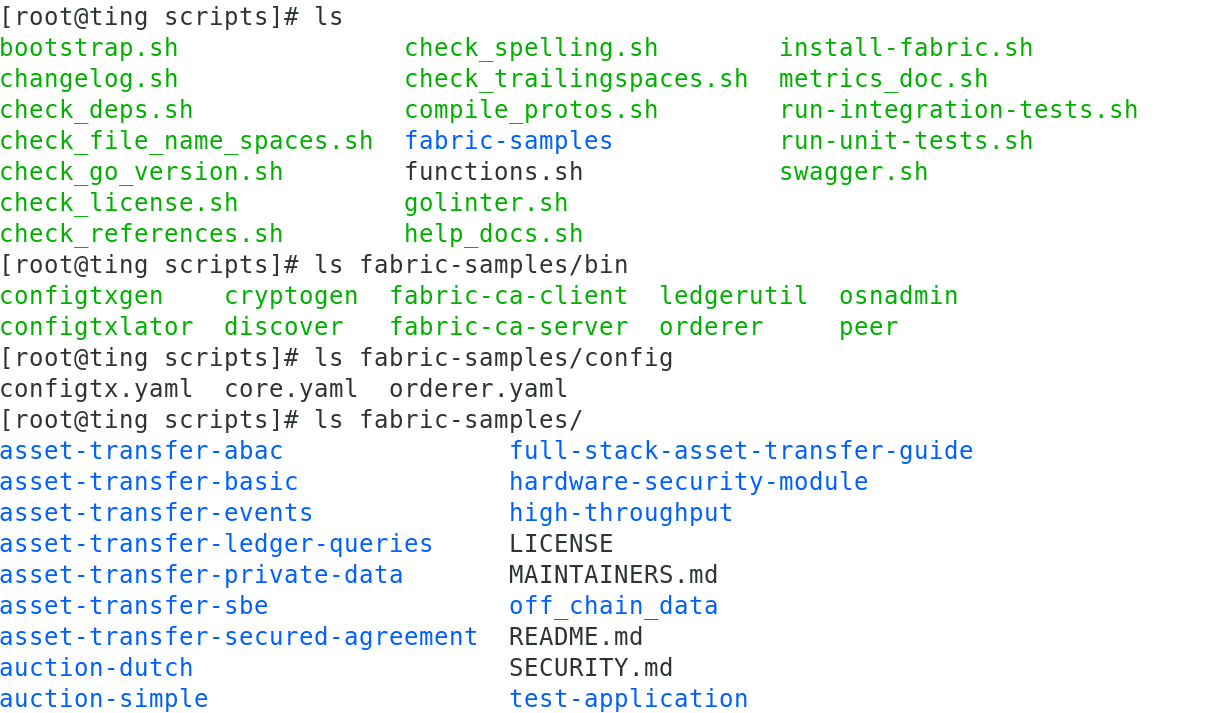 [root@ting scripts]# ls
bootstrap.sh               check_spelling.sh        install-fabric.sh
changelog.sh               check_trailingspaces.sh  metrics_doc.sh
check_deps.sh              compile_protos.sh        run-integration-tests.sh
check_file_name_spaces.sh  fabric-samples           run-unit-tests.sh
check_go_version.sh        functions.sh             swagger.sh
check_license.sh           golinter.sh
check_references.sh        help_docs.sh
[root@ting scripts]# ls fabric-samples/bin
configtxgen    cryptogen  fabric-ca-client  ledgerutil  osnadmin
configtxlator  discover   fabric-ca-server  orderer     peer
[root@ting scripts]# ls fabric-samples/config
configtx.yaml  core.yaml  orderer.yaml
[root@ting scripts]# ls fabric-samples/
asset-transfer-abac               full-stack-asset-transfer-guide
asset-transfer-basic              hardware-security-module
asset-transfer-events             high-throughput
asset-transfer-ledger-queries     LICENSE
asset-transfer-private-data       MAINTAINERS.md
asset-transfer-sbe                off_chain_data
asset-transfer-secured-agreement  README.md
auction-dutch                     SECURITY.md
auction-simple                    test-application